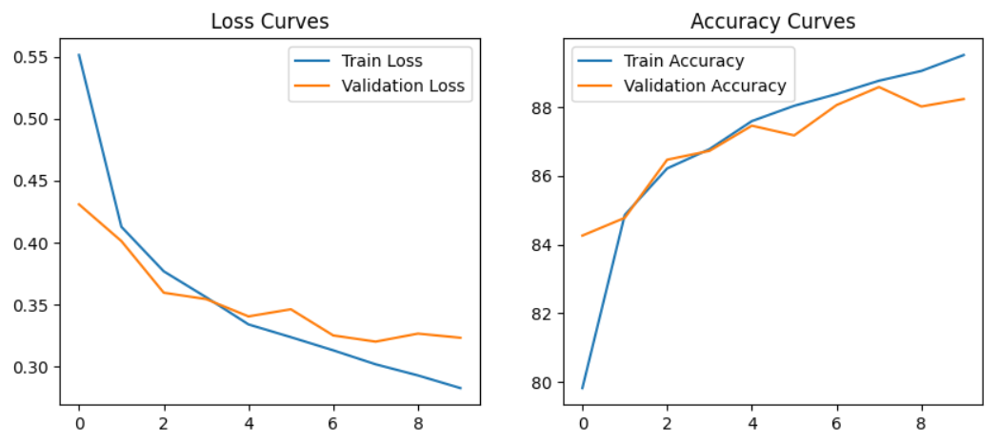 Loss Curves
Train Loss
Validation Loss
0.55
0.50
0.45
0.40
0.35
0.30
0 2 4 6 8
Accuracy Curves
Train Accuracy
Validation Accuracy
88
86
84
82
80
0 2 4 6 8